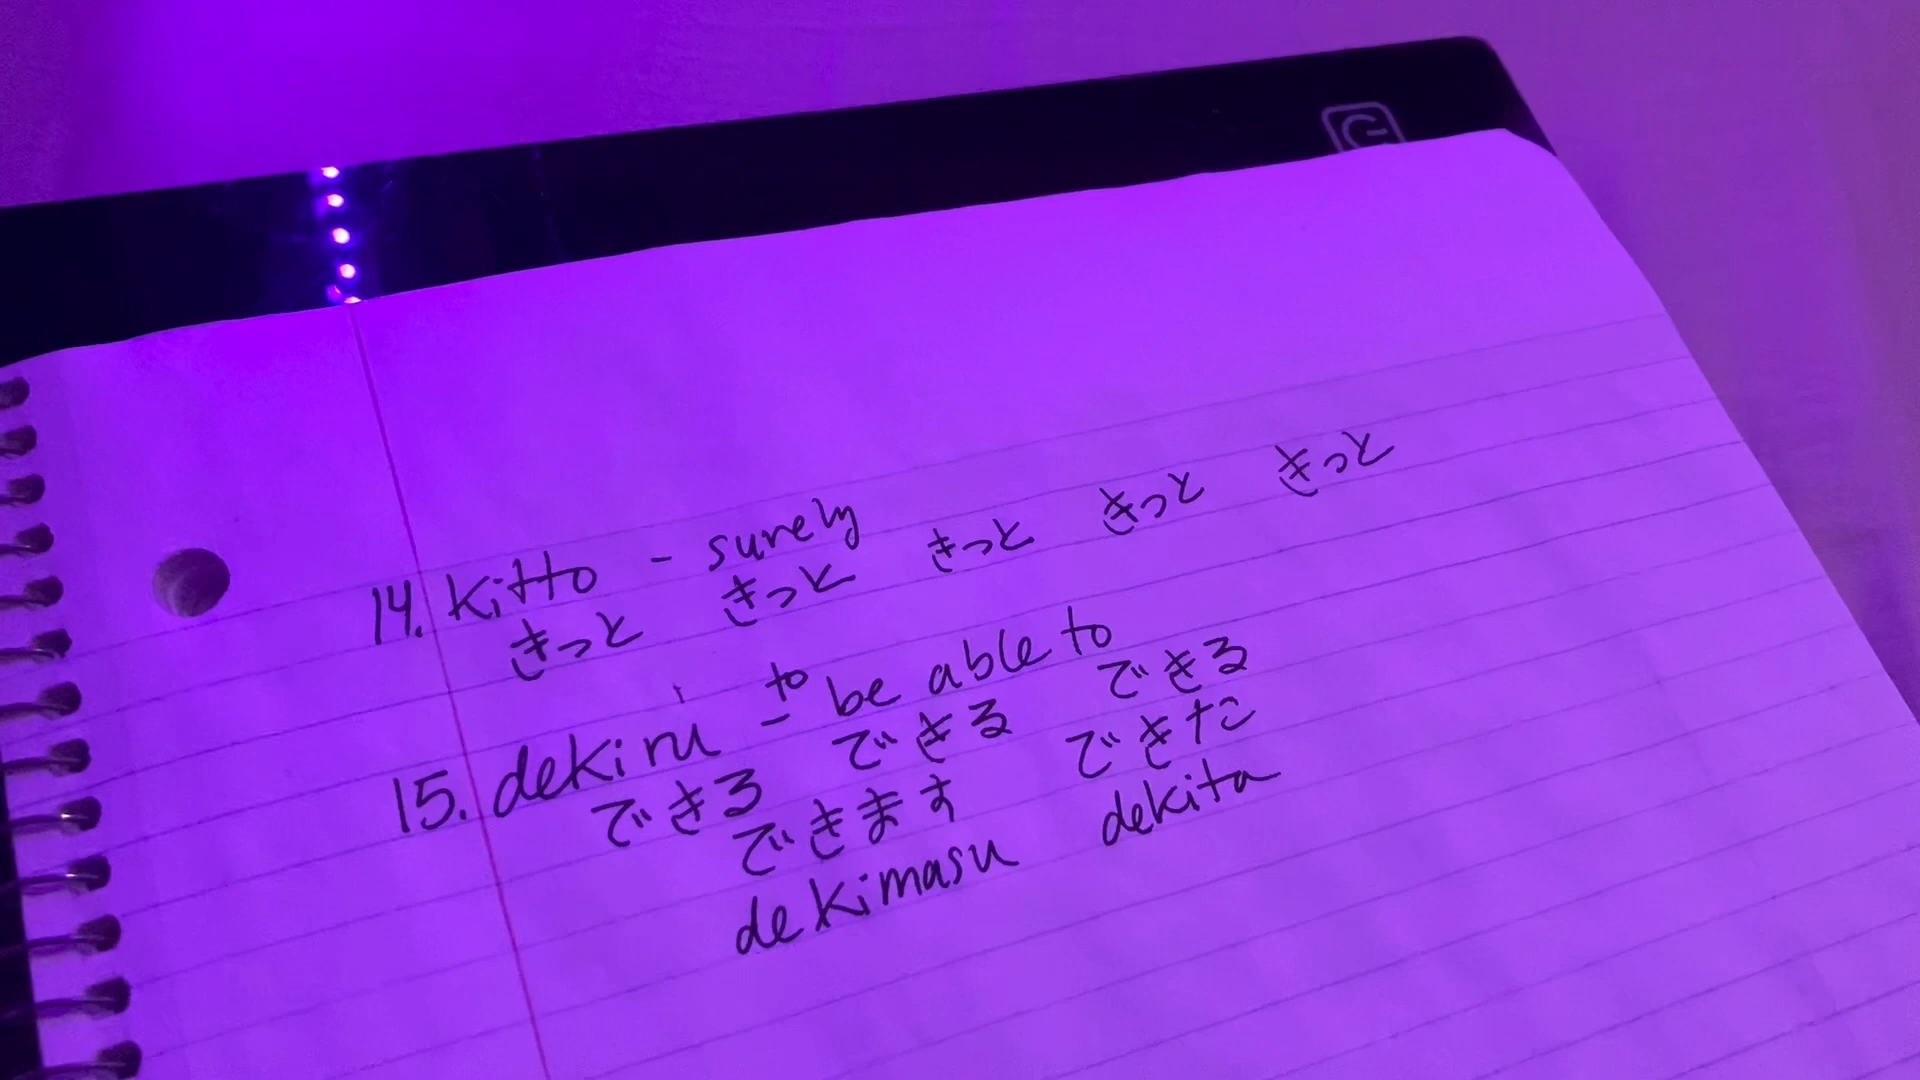 14. Kitto - surely
きっと きっと きっと きっと きっと
15. dekiru - to be able to
できる できる できる
できます できた
dekimasu dekita